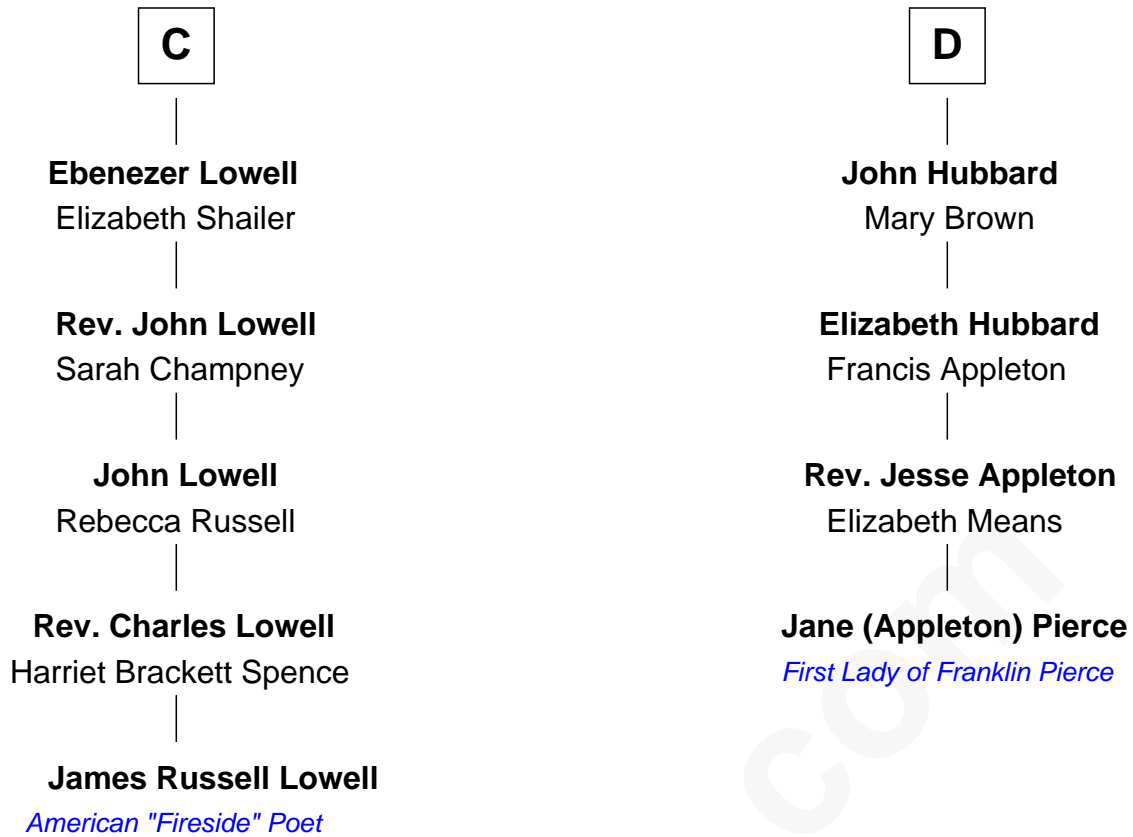 C
Ebenezer Lowell
Elizabeth Shailer
Rev. John Lowell
Sarah Champney
John Lowell
Rebecca Russell
Rev. Charles Lowell
Harriet Brackett Spence
James Russell Lowell
American "Fireside" Poet
D
John Hubbard
Mary Brown
Elizabeth Hubbard
Francis Appleton
Rev. Jesse Appleton
Elizabeth Means
Jane (Appleton) Pierce
First Lady of Franklin Pierce
com